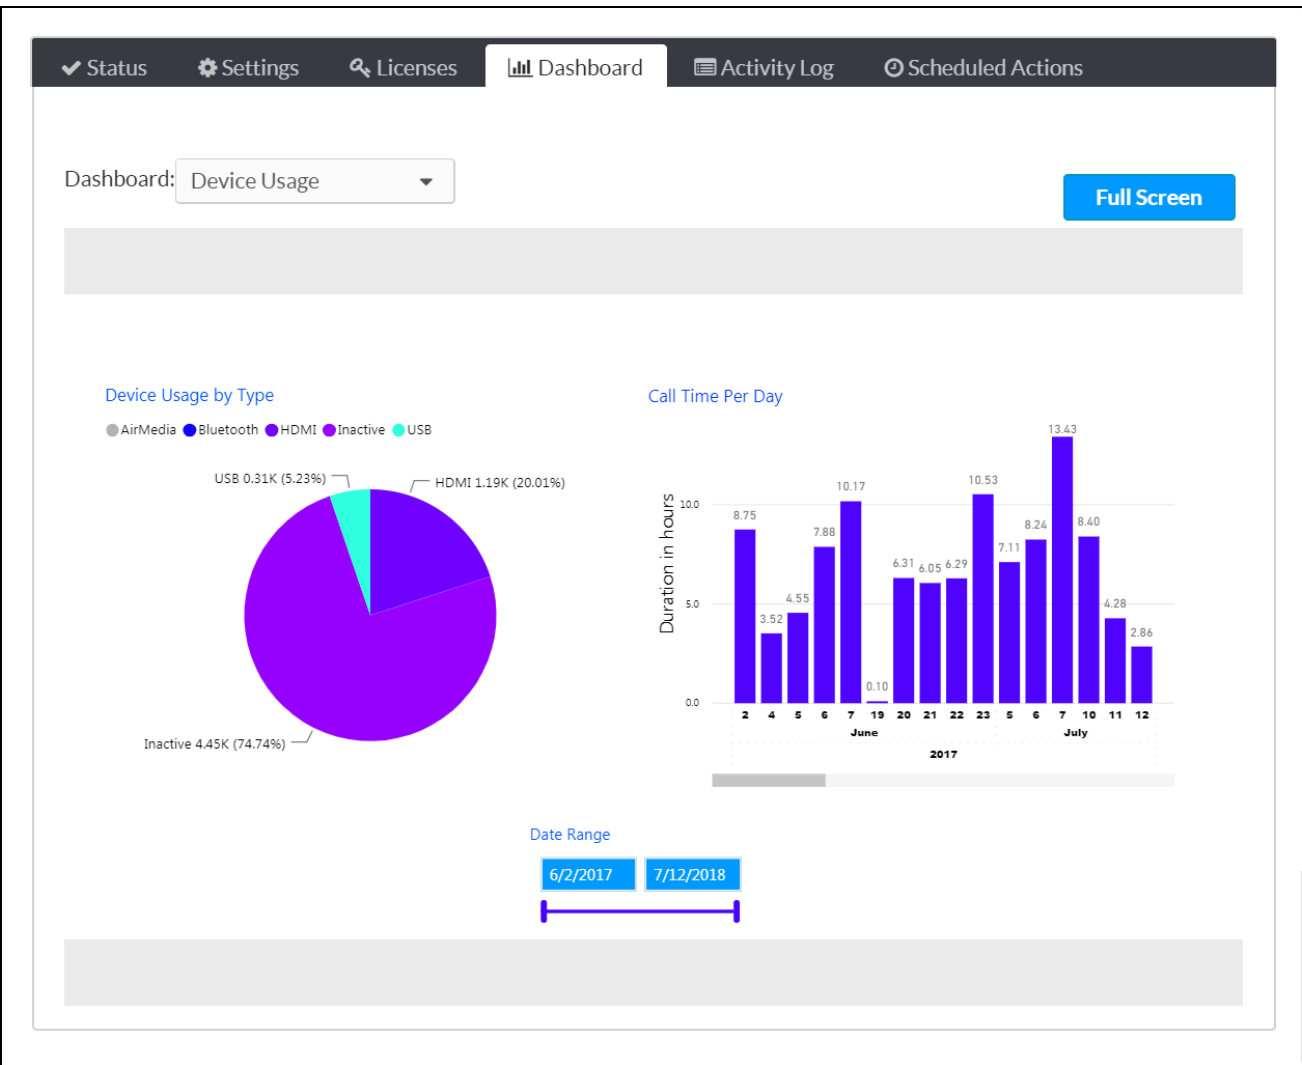 Status Settings Licenses Dashboard Activity Log Scheduled Actions
Dashboard: Device Usage
Full Screen
Device Usage by Type
AirMedia Bluetooth HDMI Inactive USB
USB 0.31K (5.23%)
HDMI 1.19K (20.01%)
Inactive 4.45K (74.74%)
Call Time Per Day
Duration in hours
10.0
5.0
0.0
8.75
3.52
4.55
7.88
10.17
0.10
6.31
6.05
6.29
10.53
7.11
8.24
13.43
8.40
4.28
2.86
2 4 5 6 7 19 20 21 22 23 5 6 7 10 11 12
June July
2017
Date Range
6/2/2017 7/12/2018